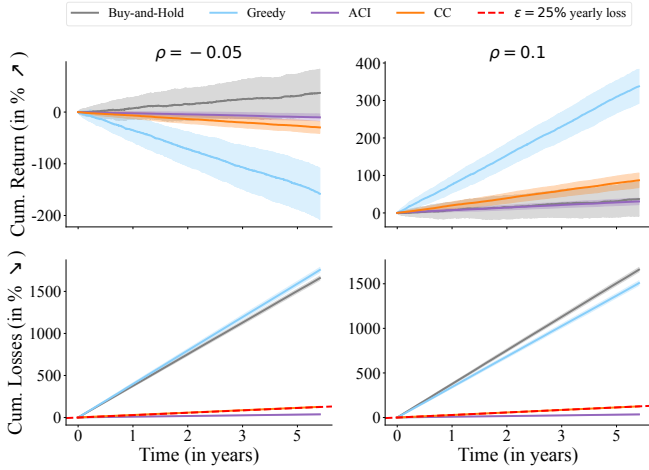 Buy-and-Hold Greedy ACI CC ε = 25% yearly loss
ρ = − 0.05 ρ = 0.1
Cum. Return (in % ↗)
0
-100
-200
400
300
200
100
0
Cum. Losses (in % ↘)
1500
1000
500
0
0 1 2 3 4 5
Time (in years)
1500
1000
500
0
0 1 2 3 4 5
Time (in years)